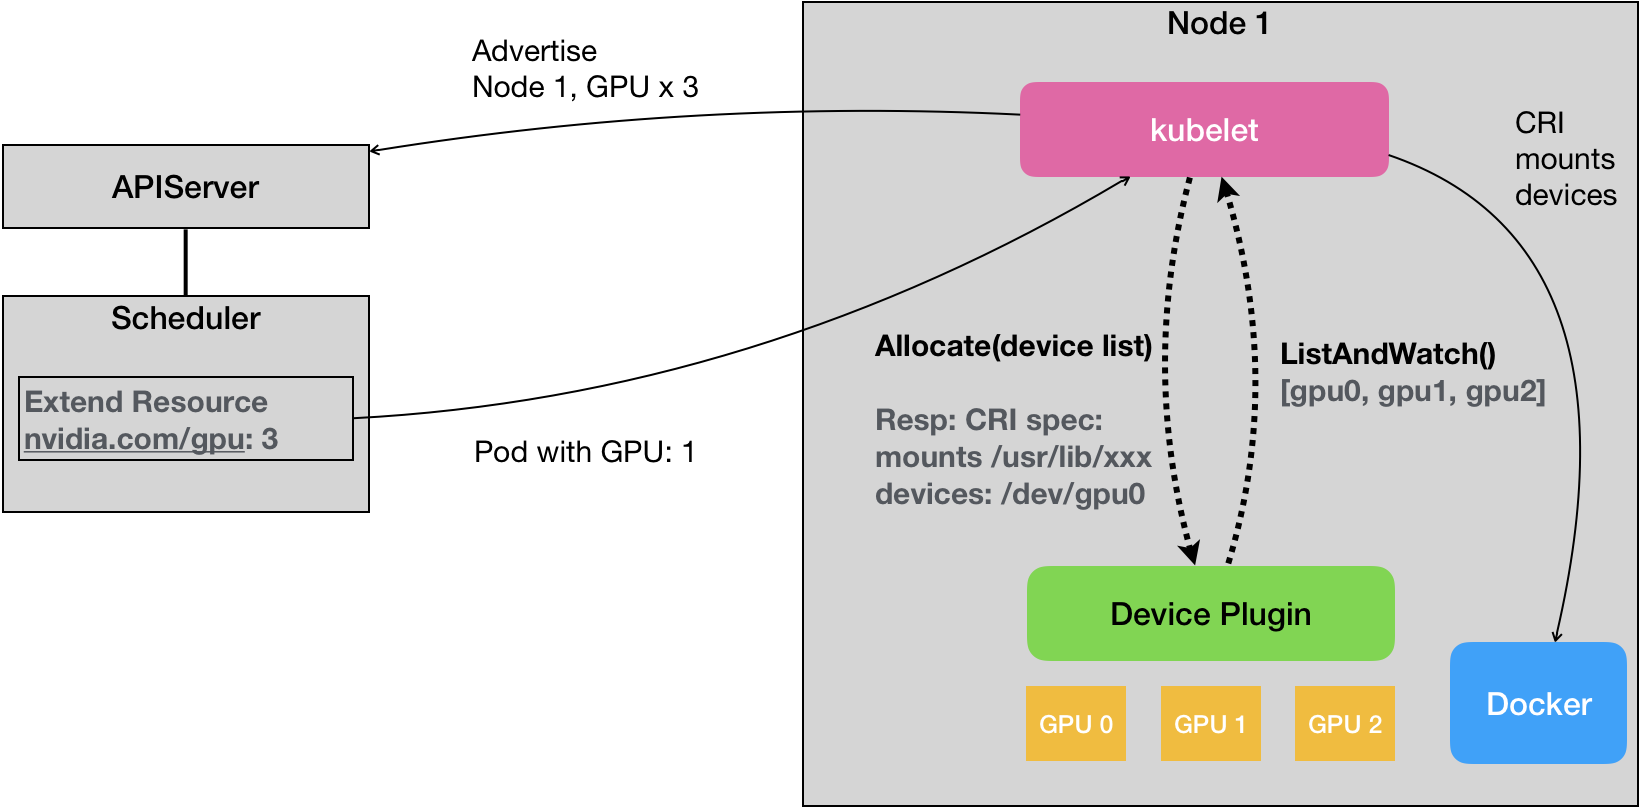 Node 1
Advertise
Node 1, GPU x 3
kubelet
CRI
mounts
devices
APIServer
Scheduler
Extend Resource
nvidia.com/gpu: 3
Pod with GPU: 1
Allocate(device list)
Resp: CRI spec:
mounts /usr/lib/xxx
devices: /dev/gpu0
ListAndWatch()
[gpu0, gpu1, gpu2]
Device Plugin
GPU 0
GPU 1
GPU 2
Docker